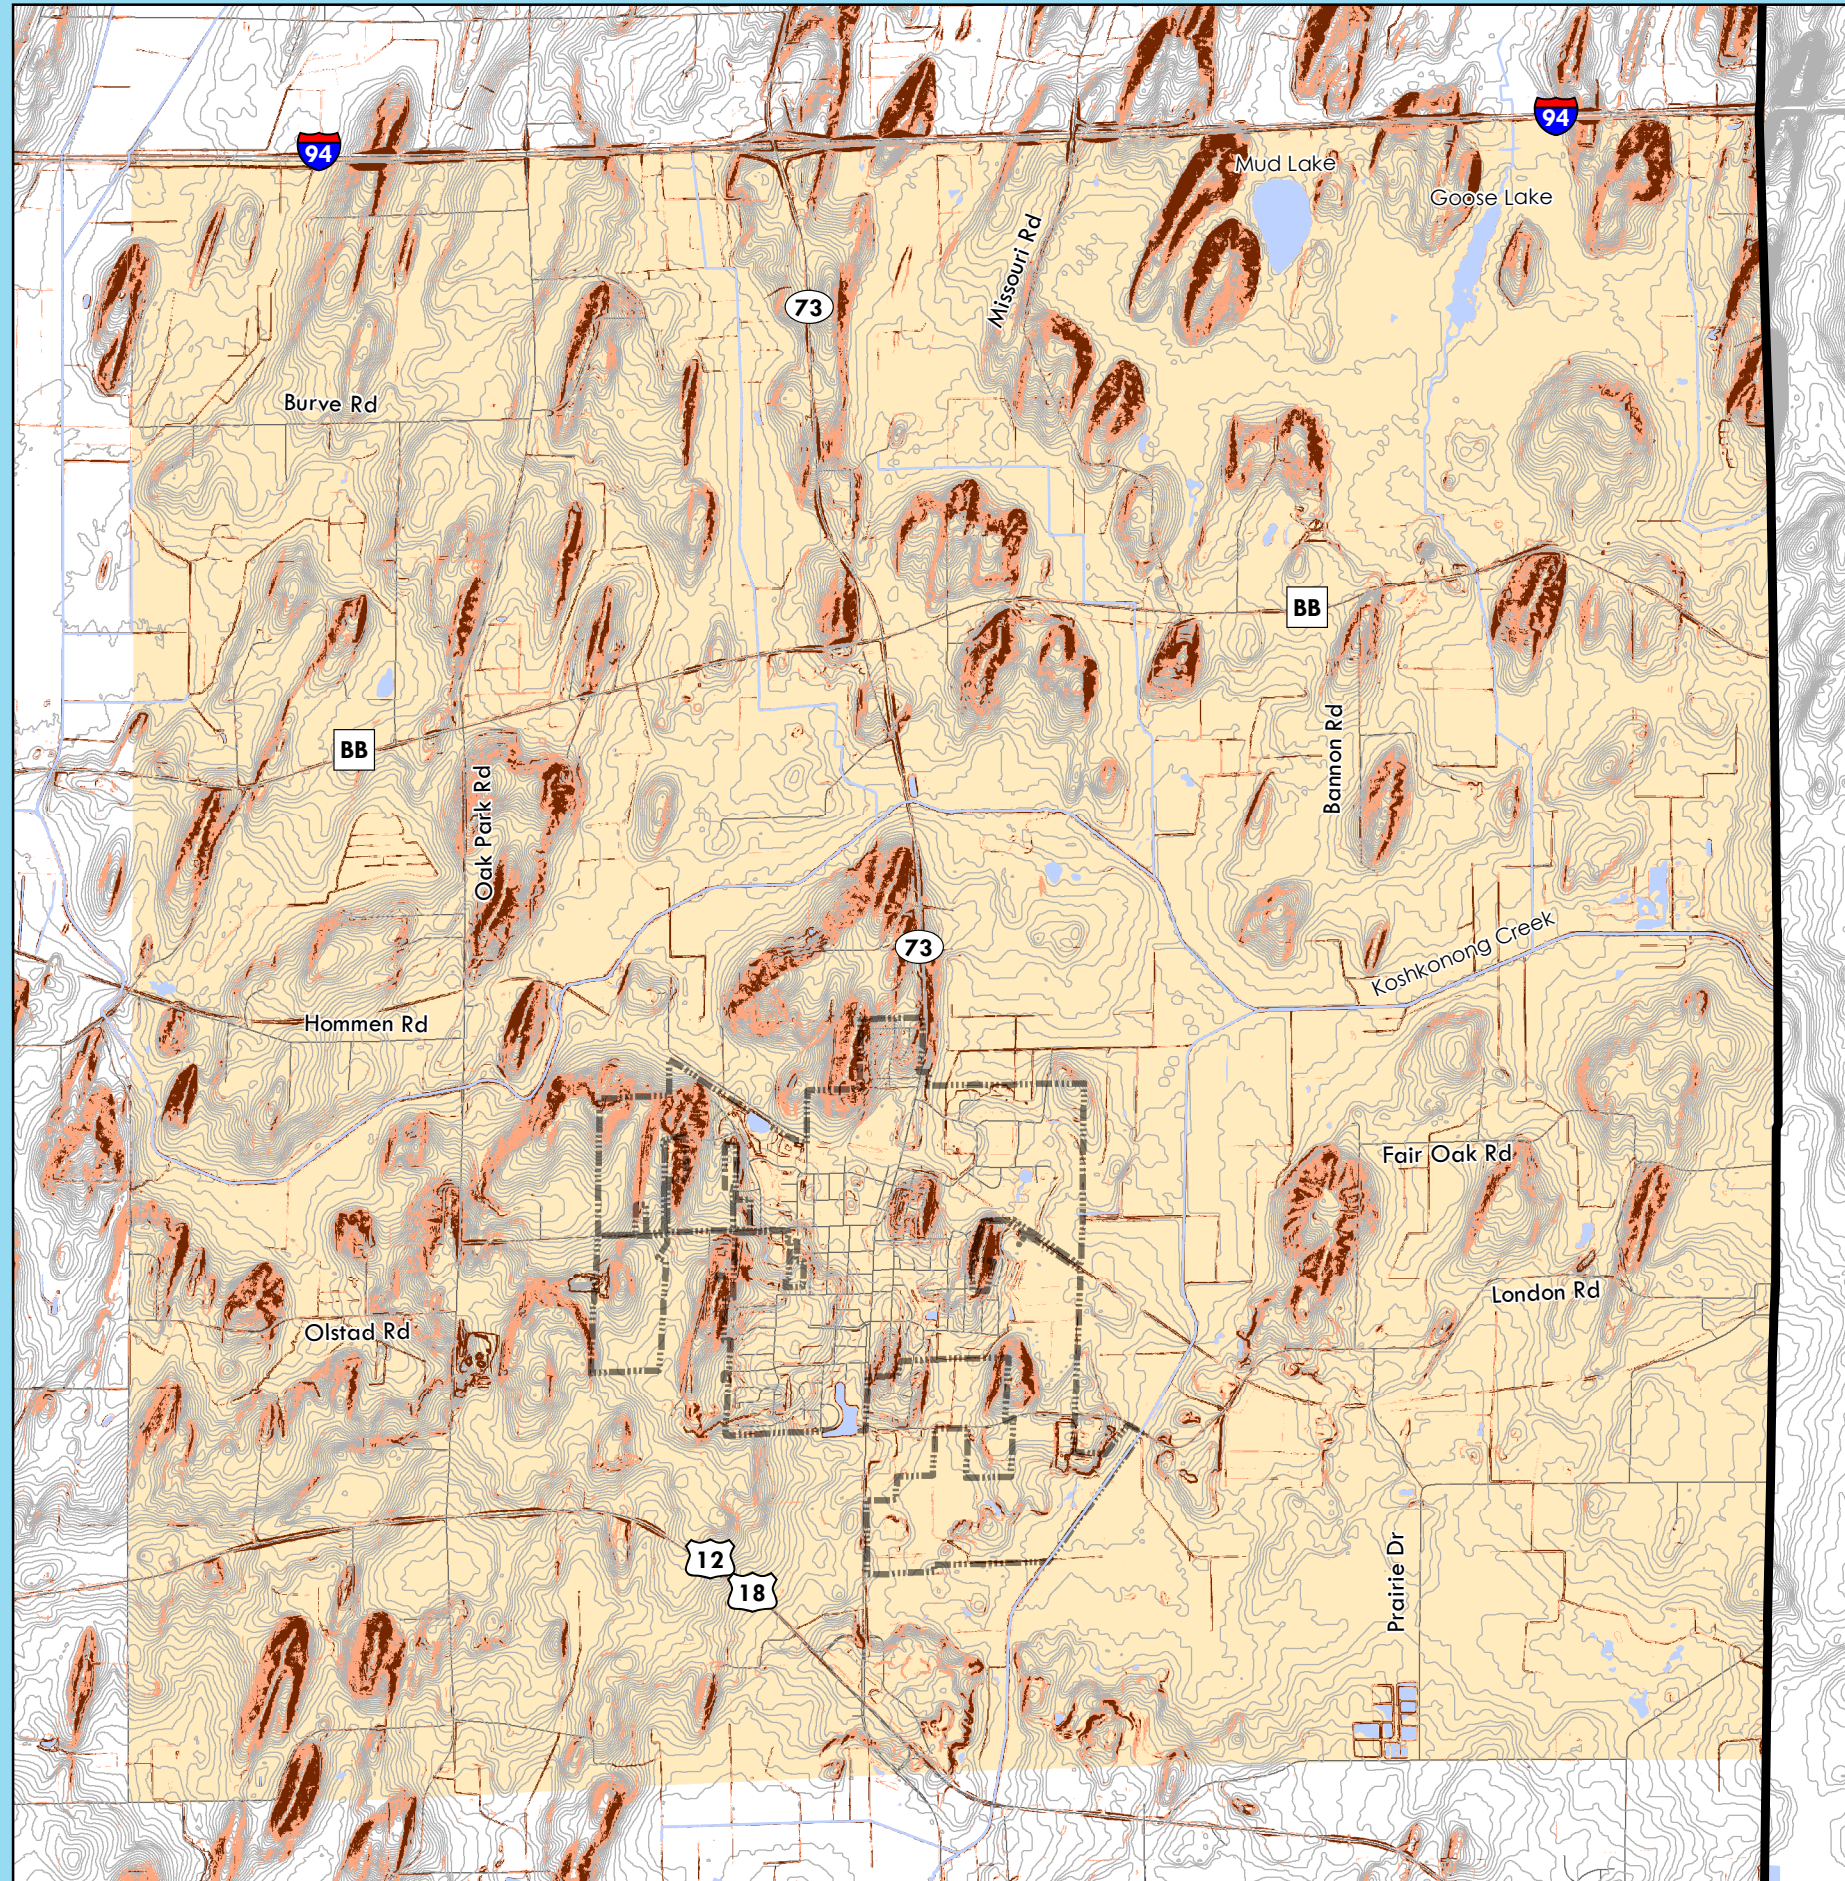 94
94
Mud Lake
Goose Lake
Missouri Rd
73
Burve Rd
BB
BB
Bannon Rd
Oak Park Rd
73
Koshkonong Creek
Hommen Rd
Fair Oak Rd
London Rd
Olstad Rd
12
18
Prairie Dr